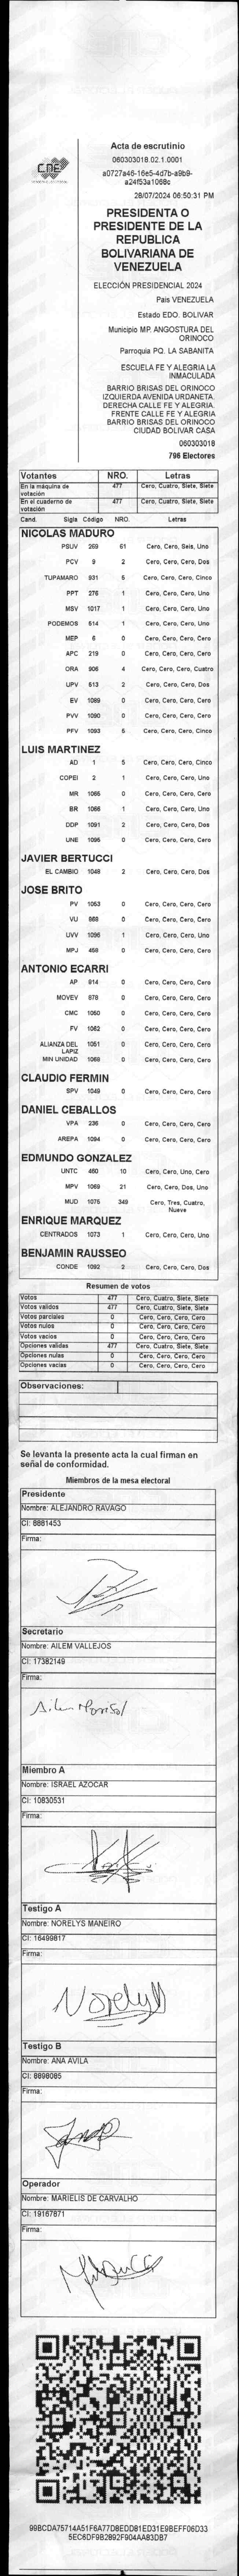 CNE
Acta de escrutinio
060303018.02.1.0001
a0727a46-16e5-4d7b-a9b9-
a24f53a1068c
28/07/2024 06:50:31 PM
PRESIDENTA O
PRESIDENTE DE LA
REPUBLICA
BOLIVARIANA DE
VENEZUELA
ELECCIÓN PRESIDENCIAL 2024
Pais VENEZUELA
Estado EDO. BOLIVAR
Municipio MP. ANGOSTURA DEL
ORINOCO
Parroquia PQ. LA SABANITA
ESCUELA FE Y ALEGRIA LA
INMACULADA
BARRIO BRISAS DEL ORINOCO
IZQUIERDA AVENIDA URDANETA.
DERECHA CALLE FE Y ALEGRIA.
FRENTE CALLE FE Y ALEGRIA
BARRIO BRISAS DEL ORINOCO
CIUDAD BOLIVAR CASA
060303018
796 Electores
Votantes NRO. Letras
En la máquina de votación 477 Cero, Cuatro, Siete, Siete
En el cuaderno de votación 477 Cero, Cuatro, Siete, Siete
Cand. Sigla Código NRO. Letras
NICOLAS MADURO
PSUV 269 61 Cero, Cero, Seis, Uno
PCV 9 2 Cero, Cero, Cero, Dos
TUPAMARO 931 5 Cero, Cero, Cero, Cinco
PPT 276 1 Cero, Cero, Cero, Uno
MSV 1017 1 Cero, Cero, Cero, Uno
PODEMOS 514 1 Cero, Cero, Cero, Uno
MEP 6 0 Cero, Cero, Cero, Cero
APC 219 0 Cero, Cero, Cero, Cero
ORA 906 4 Cero, Cero, Cero, Cuatro
UPV 513 2 Cero, Cero, Cero, Dos
EV 1089 0 Cero, Cero, Cero, Cero
PVV 1090 0 Cero, Cero, Cero, Cero
PFV 1093 5 Cero, Cero, Cero, Cinco
LUIS MARTINEZ
AD 1 5 Cero, Cero, Cero, Cinco
COPEI 2 1 Cero, Cero, Cero, Uno
MR 1065 0 Cero, Cero, Cero, Cero
BR 1066 1 Cero, Cero, Cero, Uno
DDP 1091 2 Cero, Cero, Cero, Dos
UNE 1095 0 Cero, Cero, Cero, Cero
JAVIER BERTUCCI
EL CAMBIO 1048 2 Cero, Cero, Cero, Dos
JOSE BRITO
PV 1053 0 Cero, Cero, Cero, Cero
VU 868 0 Cero, Cero, Cero, Cero
UVV 1096 1 Cero, Cero, Cero, Uno
MPJ 458 0 Cero, Cero, Cero, Cero
ANTONIO ECARRI
AP 914 0 Cero, Cero, Cero, Cero
MOVEV 878 0 Cero, Cero, Cero, Cero
CMC 1050 0 Cero, Cero, Cero, Cero
FV 1062 0 Cero, Cero, Cero, Cero
ALIANZA DEL LAPIZ 1051 0 Cero, Cero, Cero, Cero
MIN UNIDAD 1068 0 Cero, Cero, Cero, Cero
CLAUDIO FERMIN
SPV 1049 0 Cero, Cero, Cero, Cero
DANIEL CEBALLOS
VPA 236 0 Cero, Cero, Cero, Cero
AREPA 1094 0 Cero, Cero, Cero, Cero
EDMUNDO GONZALEZ
UNTC 460 10 Cero, Cero, Uno, Cero
MPV 1069 21 Cero, Cero, Dos, Uno
MUD 1075 349 Cero, Tres, Cuatro, Nueve
ENRIQUE MARQUEZ
CENTRADOS 1073 1 Cero, Cero, Cero, Uno
BENJAMIN RAUSSEO
CONDE 1092 2 Cero, Cero, Cero, Dos
Resumen de votos
Votos 477 Cero, Cuatro, Siete, Siete
Votos validos 477 Cero, Cuatro, Siete, Siete
Votos parciales 0 Cero, Cero, Cero, Cero
Votos nulos 0 Cero, Cero, Cero, Cero
Votos vacios 0 Cero, Cero, Cero, Cero
Opciones validas 477 Cero, Cuatro, Siete, Siete
Opciones nulas 0 Cero, Cero, Cero, Cero
Opciones vacias 0 Cero, Cero, Cero, Cero
Observaciones:
Se levanta la presente acta la cual firman en
señal de conformidad.
Miembros de la mesa electoral
Presidente
Nombre: ALEJANDRO RAVAGO
CI: 8881453
Firma:
Secretario
Nombre: AILEM VALLEJOS
CI: 17382149
Firma:
Miembro A
Nombre: ISRAEL AZOCAR
CI: 10830531
Firma:
Testigo A
Nombre: NORELYS MANEIRO
CI: 16499817
Firma:
Testigo B
Nombre: ANA AVILA
CI: 8898085
Firma:
Operador
Nombre: MARIELIS DE CARVALHO
CI: 19167871
Firma:
99BCDA75714A51F6A77D8EDD81ED31E9BEFF06D33
5EC6DF9B2892F904AA83DB7